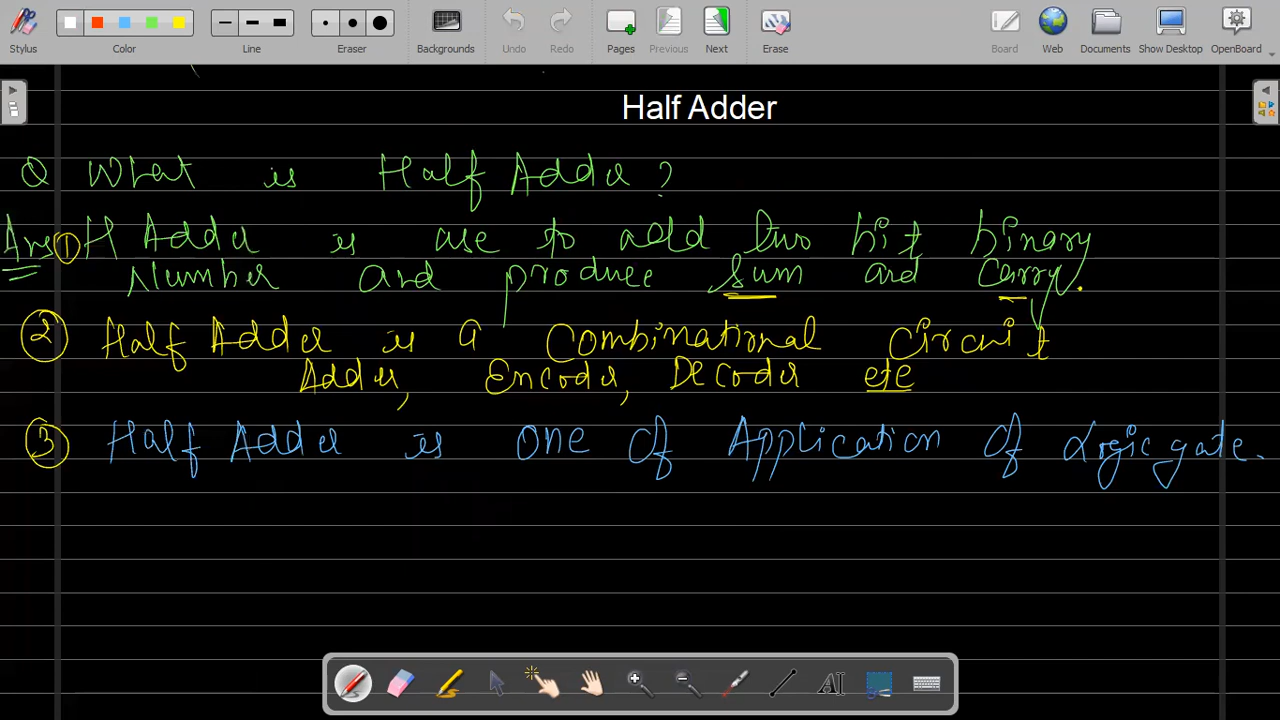 Stylus Color Line Eraser Backgrounds Undo Redo Pages Previous Next Erase Board Web Documents Show Desktop OpenBoard
Half Adder
Q What is Half Adder?
Ans ① H Adder is use to add two bit binary
Number and produce sum and carry.
② Half Adder is a Combinational Circuit
Adder, Encoder, Decoder etc
③ Half Adder is One Of Application Of Logic gate.